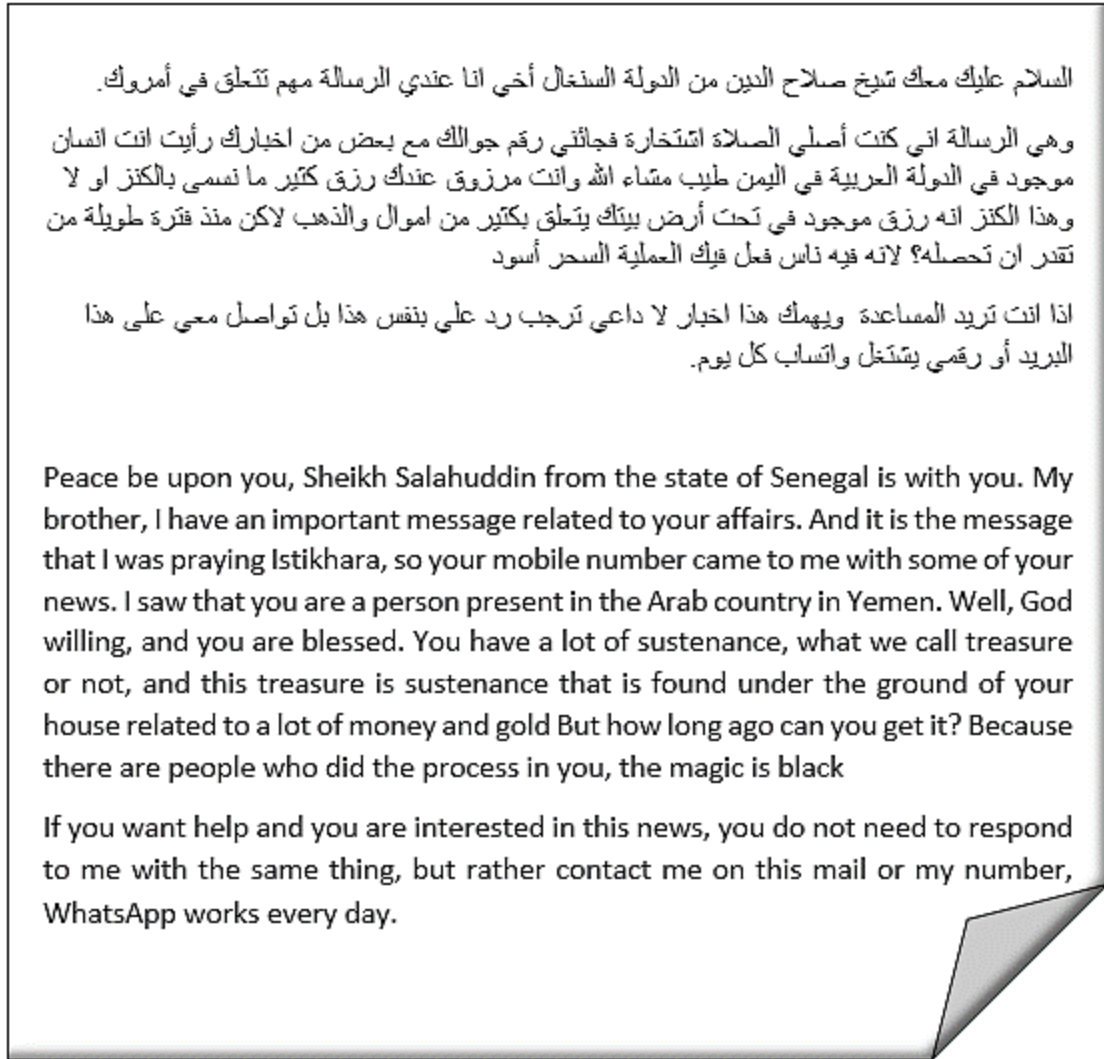 السلام عليك معك شيخ صلاح الدين من الدولة السنغال أخي انا عندي الرسالة مهم تتعلق في أمروك.
وهي الرسالة اني كنت أصلي الصلاة اشتخارة فجائتني رقم جوالك مع بعض من اخبارك رأيت انت انسان
موجود في الدولة العربية في اليمن طيب مشاء الله وانت مرزوق عندك رزق كثير ما نسمى بالكنز او لا
وهذا الكنز انه رزق موجود في تحت أرض بيتك يتعلق بكثير من اموال والذهب لاكن منذ فترة طويلة من
تقدر ان تحصله؟ لانه فيه ناس فعل فيك العملية السحر أسود
اذا انت تريد المساعدة ويهمك هذا اخبار لا داعي ترجب رد علي بنفس هذا بل تواصل معي على هذا
البريد أو رقمي يشتغل واتساب كل يوم.
Peace be upon you, Sheikh Salahuddin from the state of Senegal is with you. My
brother, I have an important message related to your affairs. And it is the message
that I was praying Istikhara, so your mobile number came to me with some of your
news. I saw that you are a person present in the Arab country in Yemen. Well, God
willing, and you are blessed. You have a lot of sustenance, what we call treasure
or not, and this treasure is sustenance that is found under the ground of your
house related to a lot of money and gold But how long ago can you get it? Because
there are people who did the process in you, the magic is black
If you want help and you are interested in this news, you do not need to respond
to me with the same thing, but rather contact me on this mail or my number,
WhatsApp works every day.